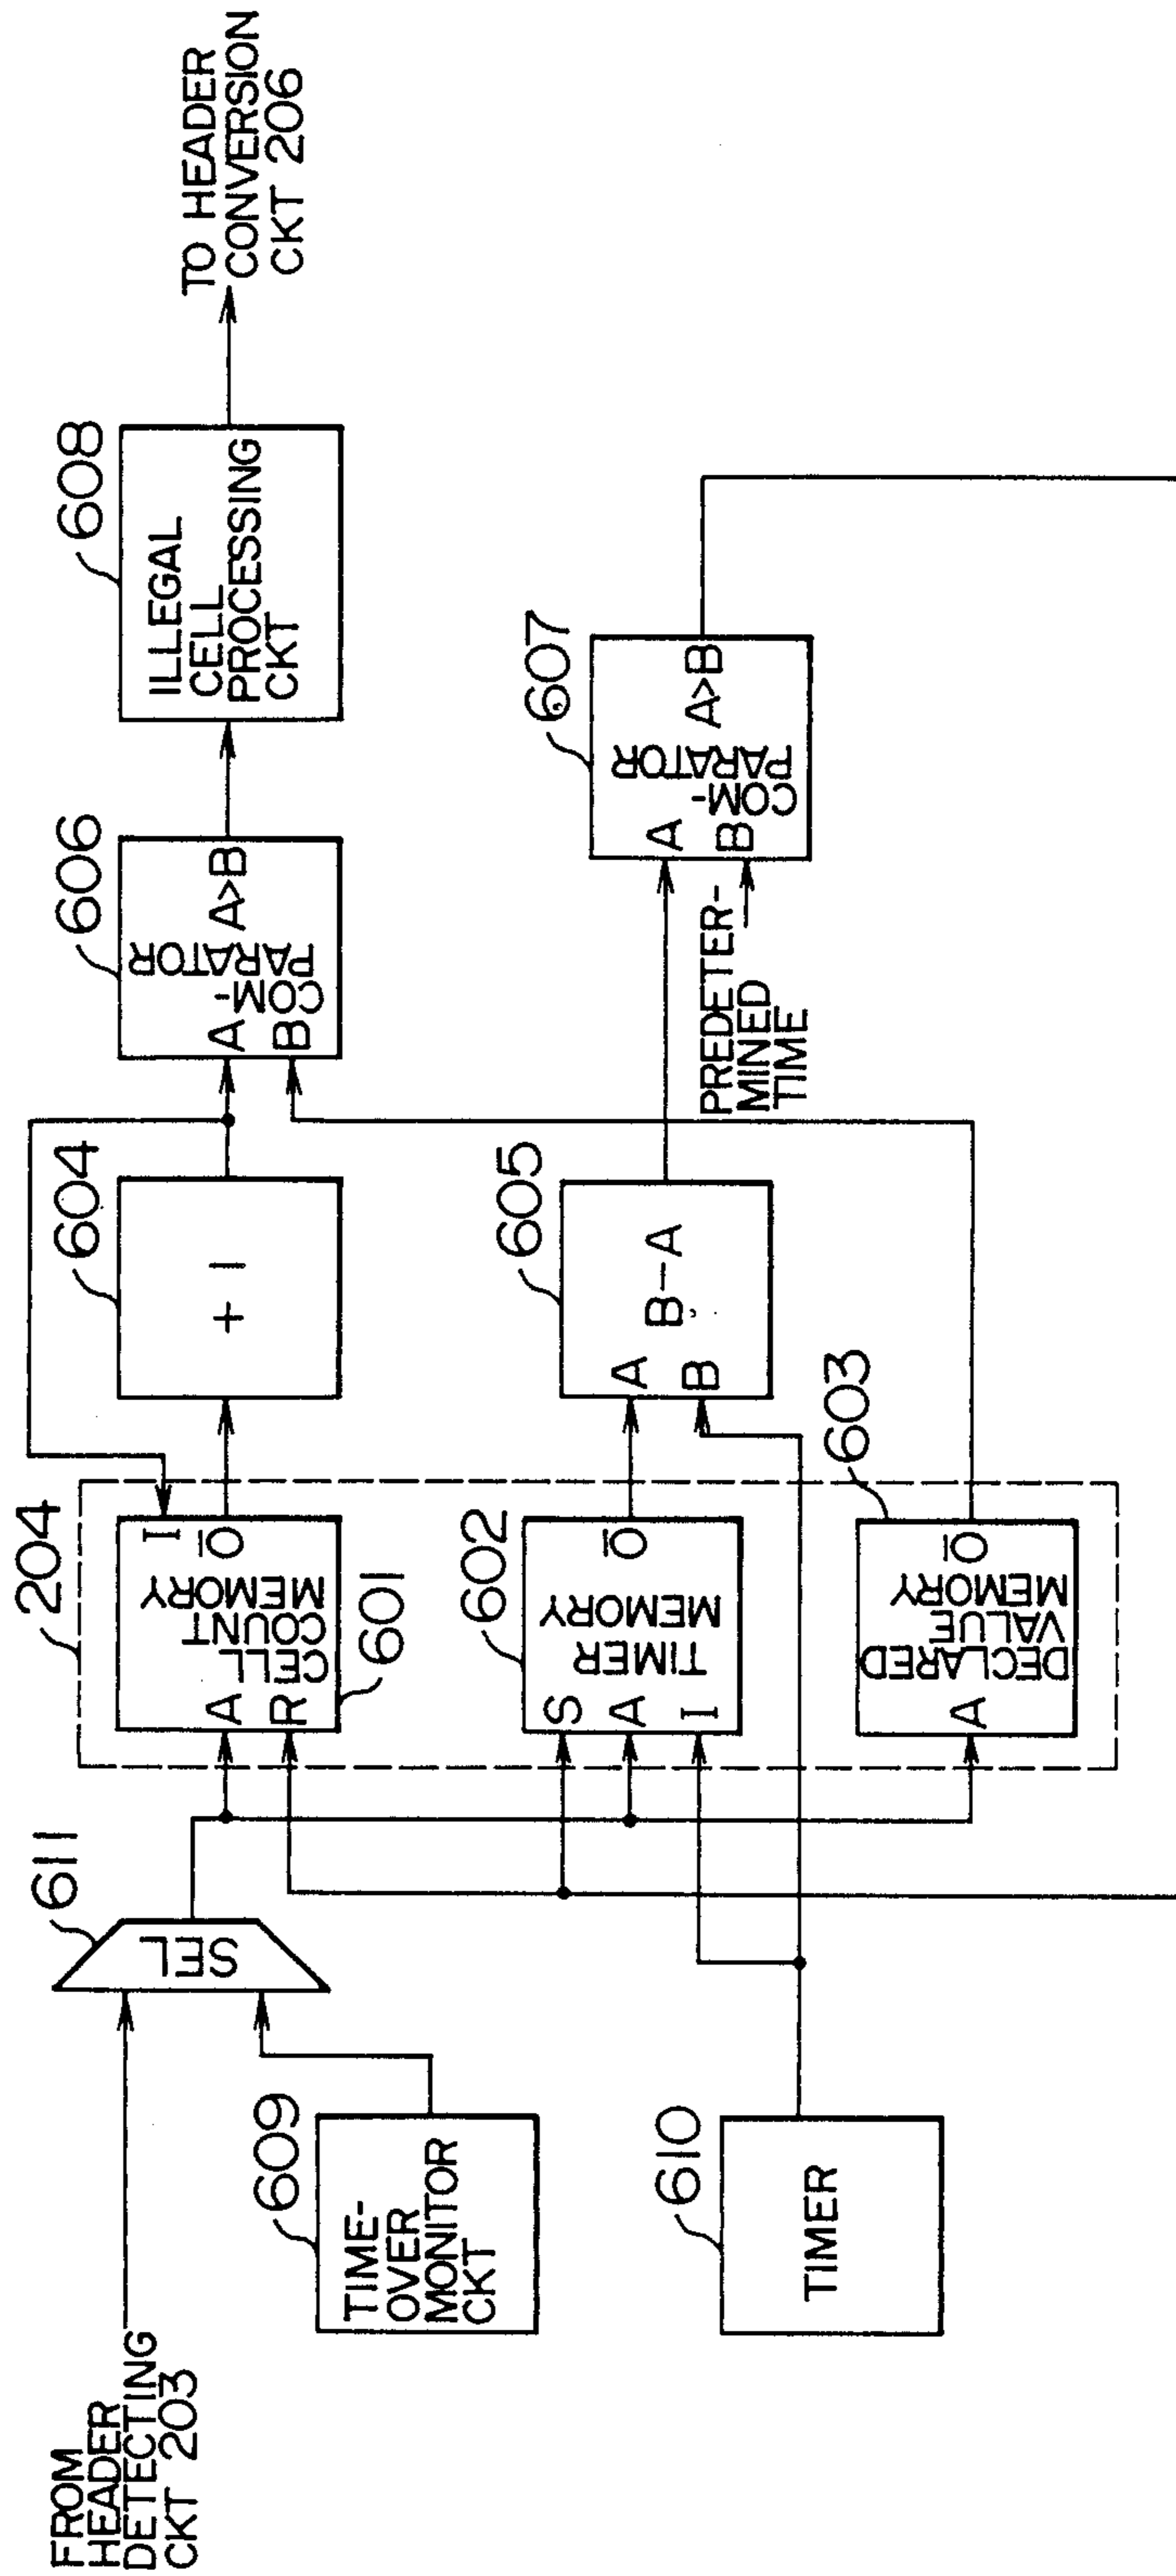 FROM
HEADER
DETECTING
CKT 203
611
SEL
609
TIME-
OVER
MONITOR
CKT
610
TIMER
204
A
R
CELL
COUNT
MEMORY
I
O
601
602
S
A
I
TIMER
MEMORY
O
603
A
DECLARED
VALUE
MEMORY
O
604
+ 1
605
A
B
B-A
606
A
B
COM-
PARATOR
A>B
PREDETER-
MINED
TIME
607
A
B
COM-
PARATOR
A>B
608
ILLEGAL
CELL
PROCESSING
CKT
TO HEADER
CONVERSION
CKT 206